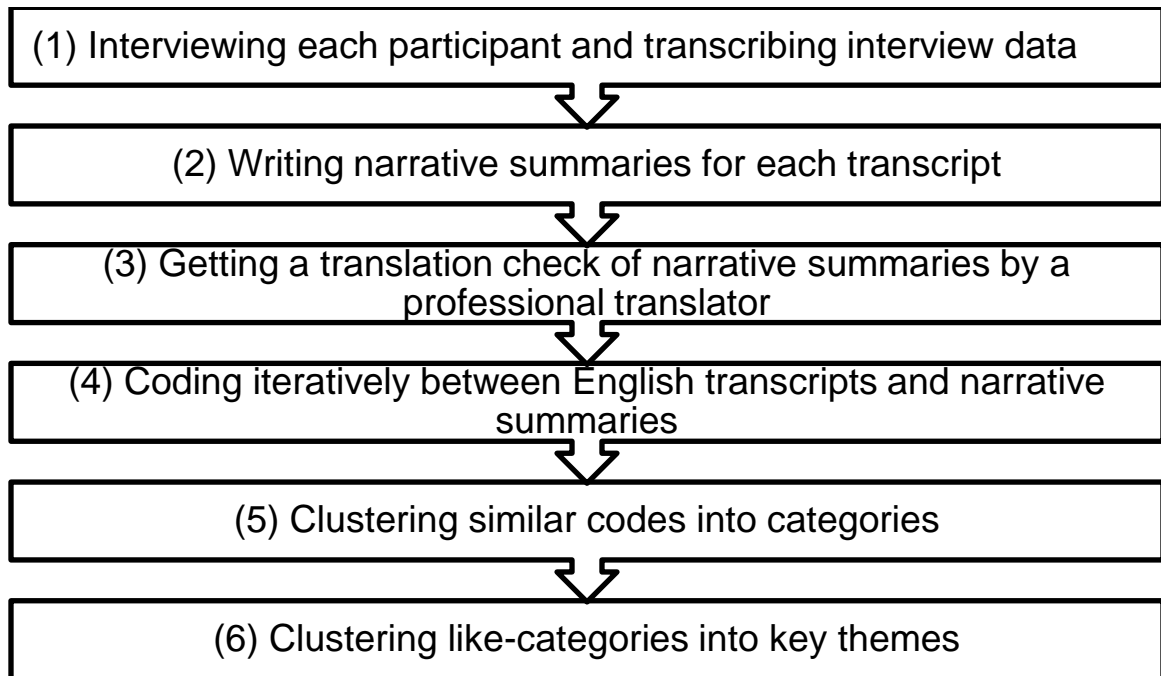 (1) Interviewing each participant and transcribing interview data
(2) Writing narrative summaries for each transcript
(3) Getting a translation check of narrative summaries by a
professional translator
(4) Coding iteratively between English transcripts and narrative
summaries
(5) Clustering similar codes into categories
(6) Clustering like-categories into key themes